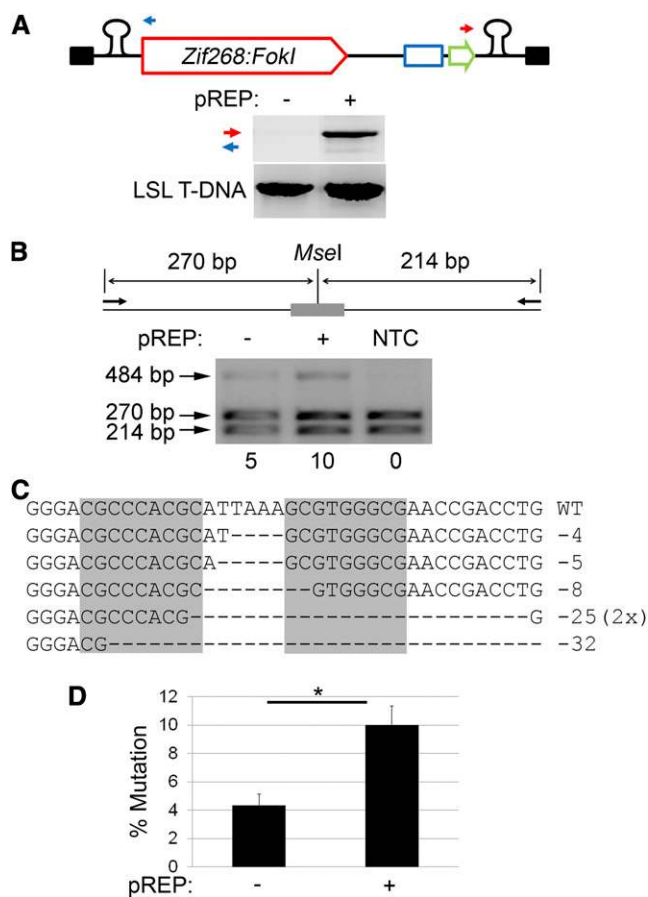 A
Zif268:FokI
pREP: - +
LSL T-DNA
B
MseI
270 bp 214 bp
pREP: - + NTC
484 bp
270 bp
214 bp
5 10 0
C
GGGACGCCCACGCATTAAAGCGTGGGCGAACCGACCTG WT
GGGACGCCCACGCAT----GCGTGGGCGAACCGACCTG -4
GGGACGCCCACGCA-----GCGTGGGCGAACCGACCTG -5
GGGACGCCCACGC--------GTGGGCGAACCGACCTG -8
GGGACGCCCACG-------------------------G -25 (2x)
GGGACG-------------------------------- -32
D
*
% Mutation
12
10
8
6
4
2
0
pREP: - +